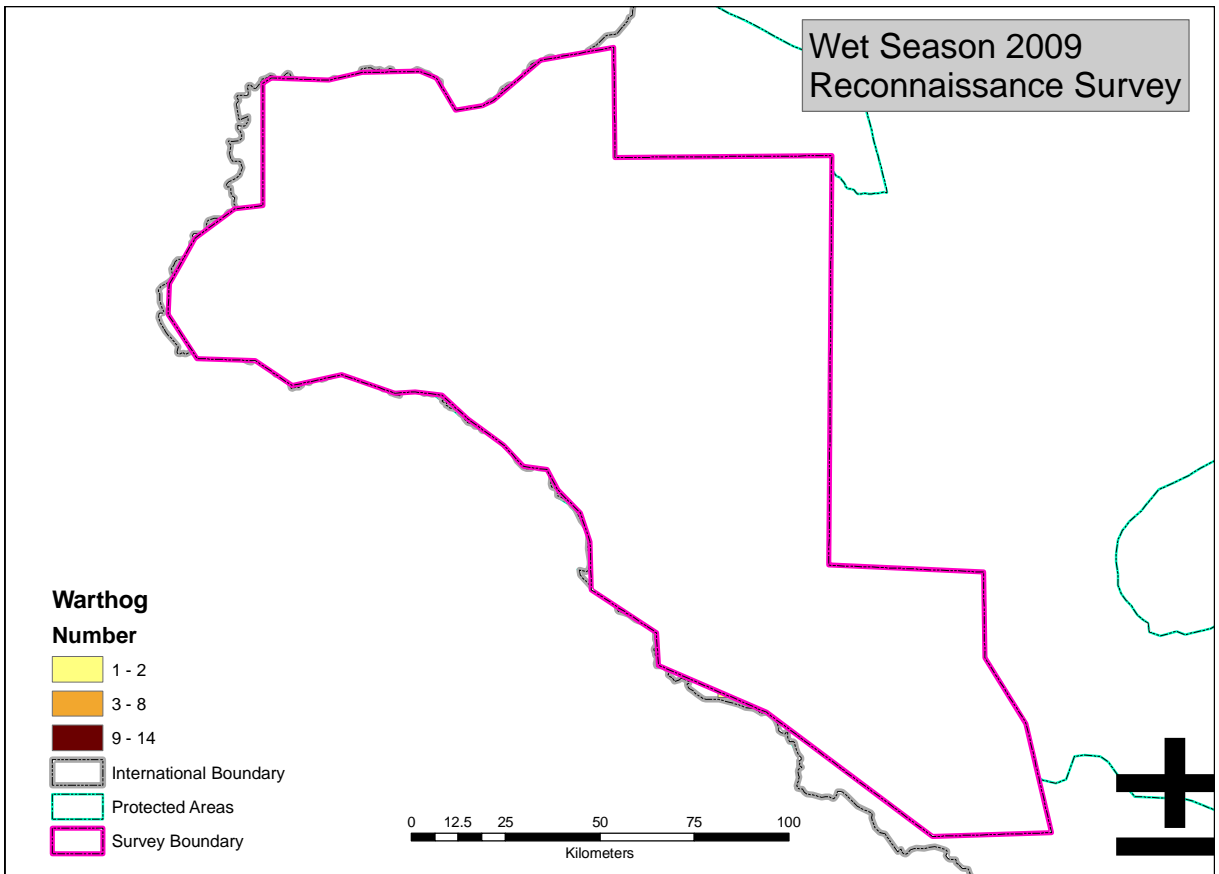 Wet Season 2009
Reconnaissance Survey
Warthog
Number
1 - 2
3 - 8
9 - 14
International Boundary
Protected Areas
Survey Boundary
0 12.5 25 50 75 100
Kilometers